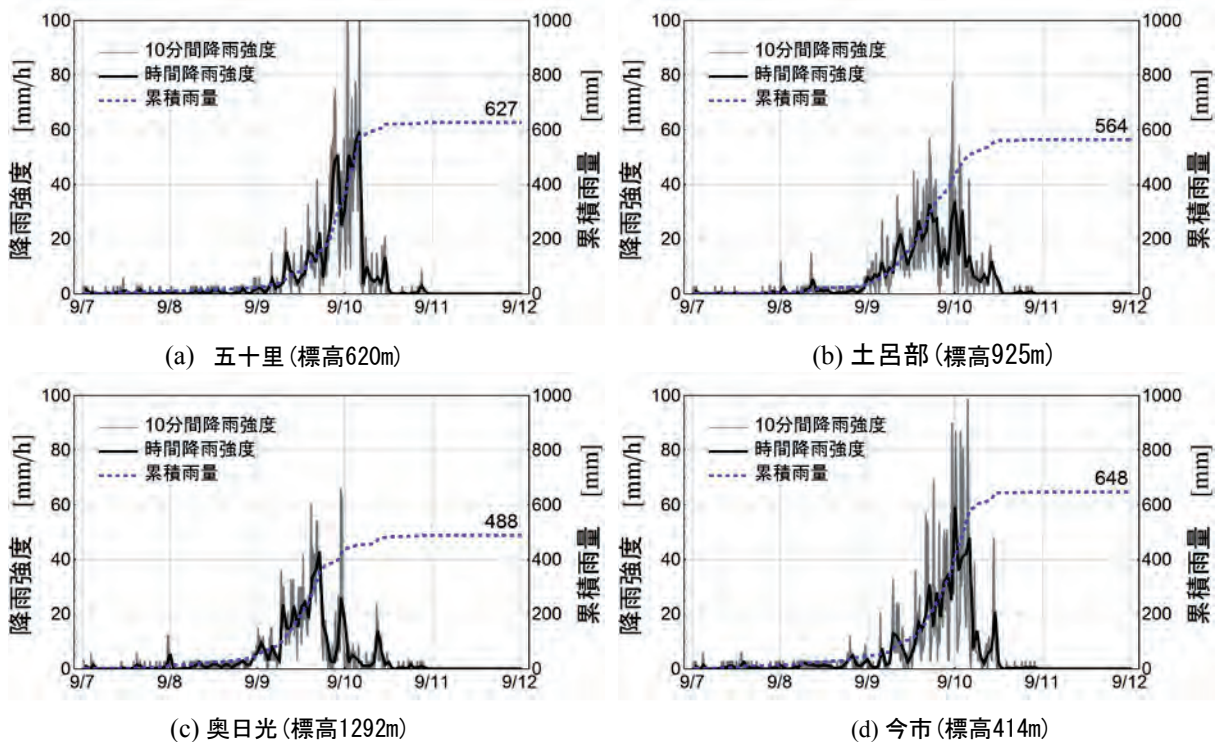 100
80
60
40
20
0
降雨強度 [mm/h]
10分間降雨強度
時間降雨強度
累積雨量
627
1000
800
600
400
200
0
累積雨量 [mm]
9/7 9/8 9/9 9/10 9/11 9/12
(a) 五十里(標高620m)
100
80
60
40
20
0
降雨強度 [mm/h]
10分間降雨強度
時間降雨強度
累積雨量
564
1000
800
600
400
200
0
累積雨量 [mm]
9/7 9/8 9/9 9/10 9/11 9/12
(b) 土呂部(標高925m)
100
80
60
40
20
0
降雨強度 [mm/h]
10分間降雨強度
時間降雨強度
累積雨量
488
1000
800
600
400
200
0
累積雨量 [mm]
9/7 9/8 9/9 9/10 9/11 9/12
(c) 奥日光(標高1292m)
100
80
60
40
20
0
降雨強度 [mm/h]
10分間降雨強度
時間降雨強度
累積雨量
648
1000
800
600
400
200
0
累積雨量 [mm]
9/7 9/8 9/9 9/10 9/11 9/12
(d) 今市(標高414m)